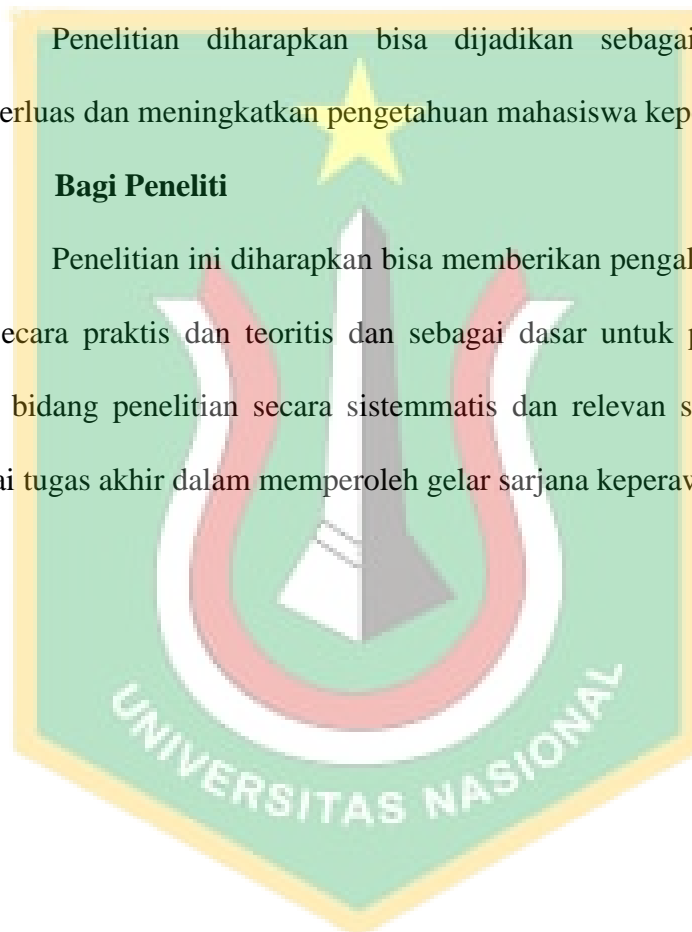 Penelitian diharapkan bisa dijadikan sebagai
erluas dan meningkatkan pengetahuan mahasiswa kep
Bagi Peneliti
Penelitian ini diharapkan bisa memberikan pengal
ecara praktis dan teoritis dan sebagai dasar untuk p
bidang penelitian secara sistemmatis dan relevan s
ai tugas akhir dalam memperoleh gelar sarjana keperaw
UNIVERSITAS NASIONAL